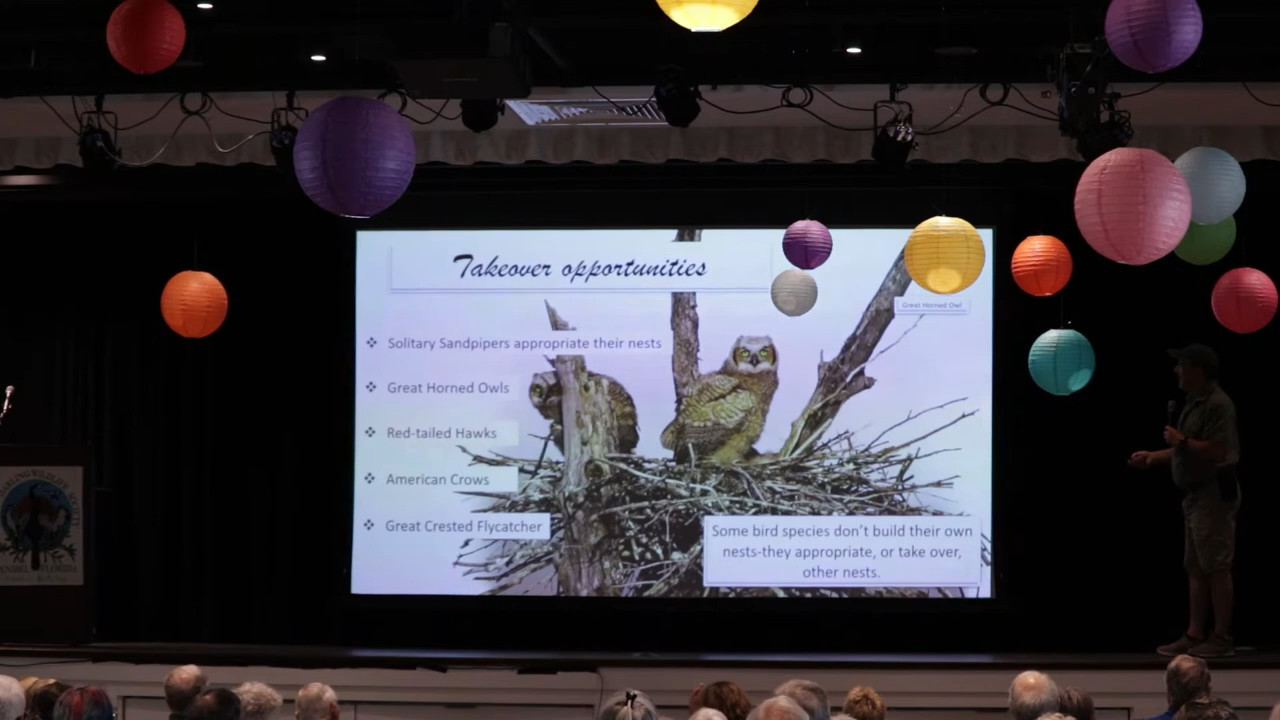 Takeover opportunities
Great Horned Owl
❖ Solitary Sandpipers appropriate their nests
❖ Great Horned Owls
❖ Red-tailed Hawks
❖ American Crows
❖ Great Crested Flycatcher
Some bird species don't build their own
nests-they appropriate, or take over,
other nests.